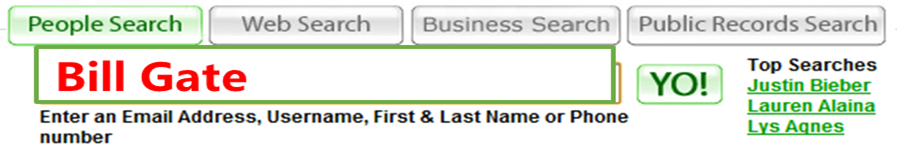 People Search Web Search Business Search Public Records Search
Bill Gate
YO!
Enter an Email Address, Username, First & Last Name or Phone
number
Top Searches
Justin Bieber
Lauren Alaina
Lys Agnes